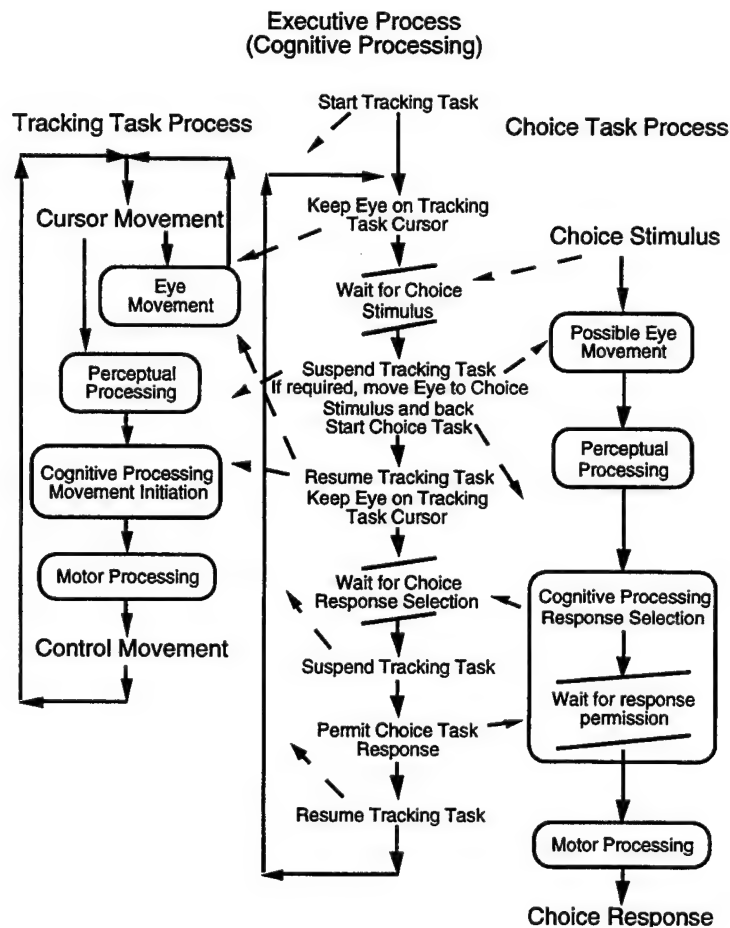 Executive Process
(Cognitive Processing)
Tracking Task Process
Cursor Movement
Eye
Movement
Perceptual
Processing
Cognitive Processing
Movement Initiation
Motor Processing
Control Movement
Start Tracking Task
Keep Eye on Tracking
Task Cursor
Wait for Choice
Stimulus
Suspend Tracking Task
If required, move Eye to Choice
Stimulus and back
Start Choice Task
Resume Tracking Task
Keep Eye on Tracking
Task Cursor
Wait for Choice
Response Selection
Suspend Tracking Task
Permit Choice Task
Response
Resume Tracking Task
Choice Task Process
Choice Stimulus
Possible Eye
Movement
Perceptual
Processing
Cognitive Processing
Response Selection
Wait for response
permission
Motor Processing
Choice Response